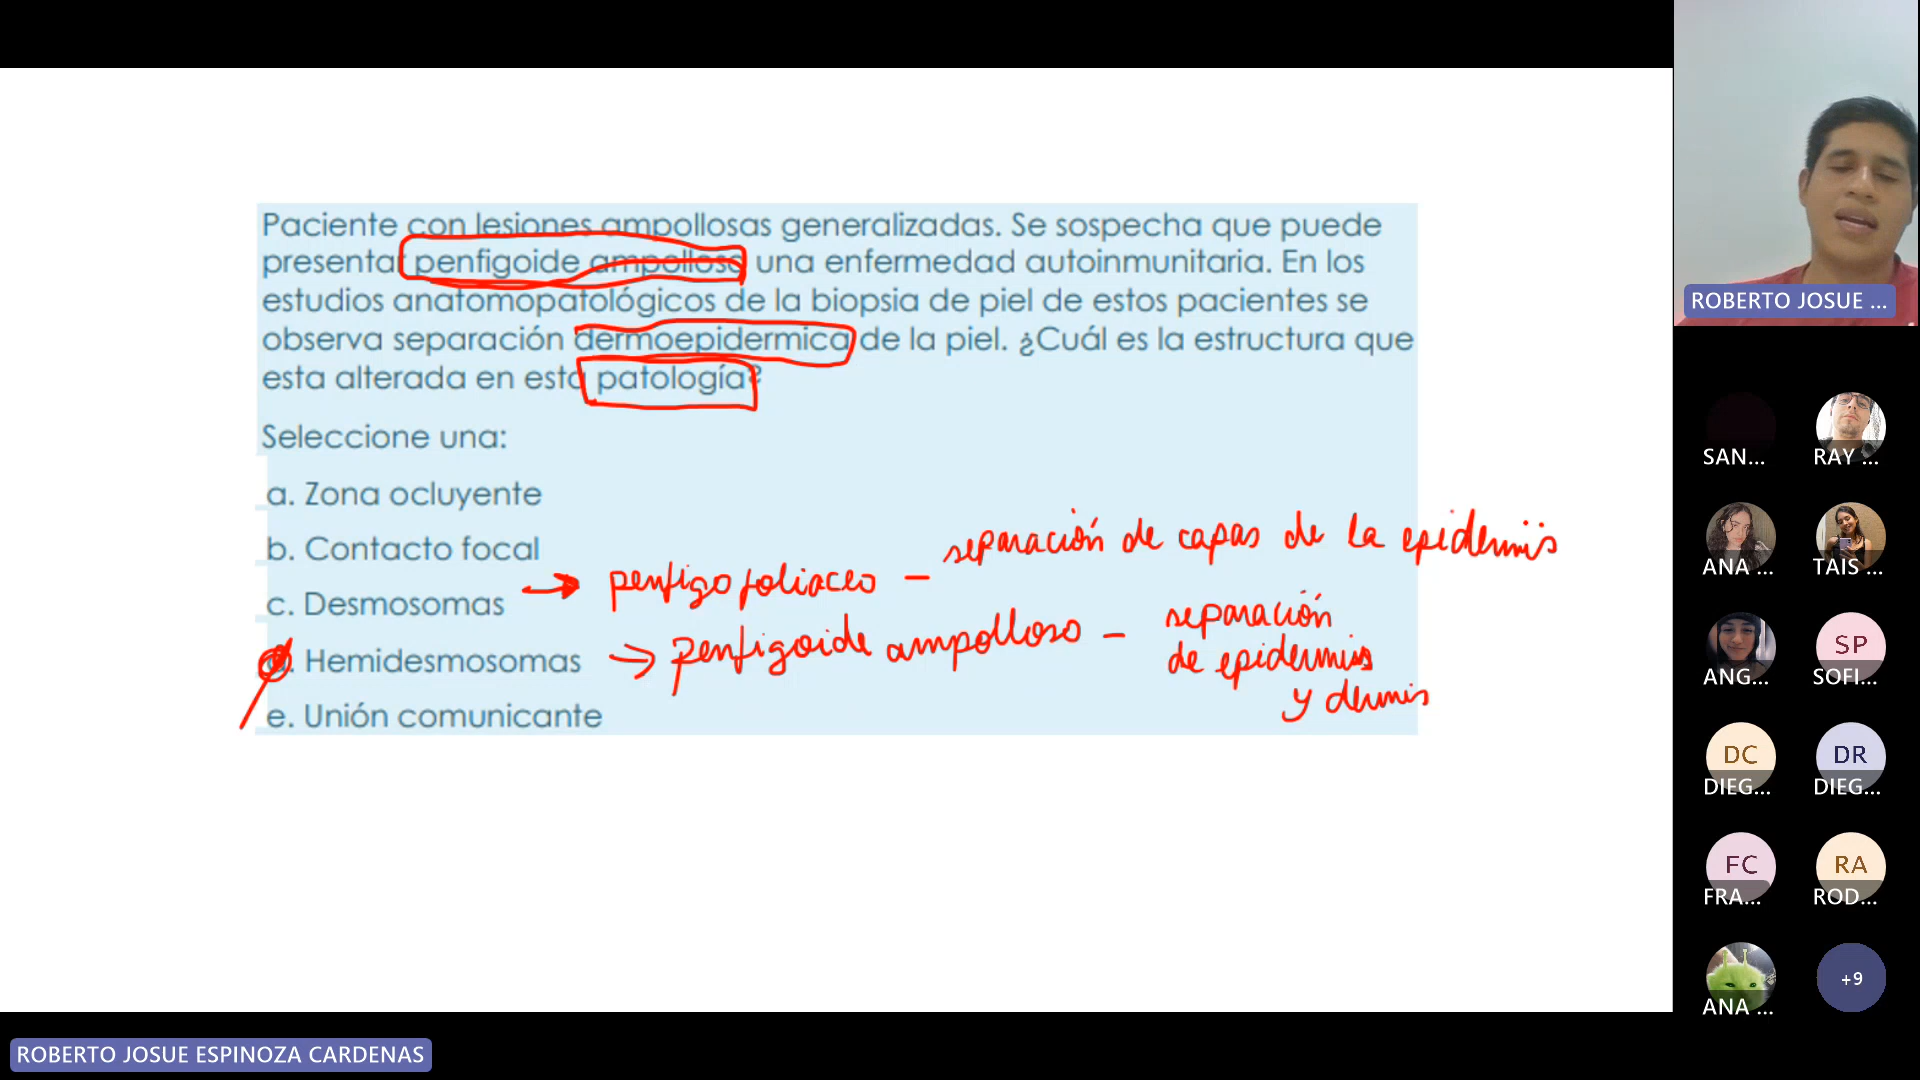 Paciente con lesiones ampollosas generalizadas. Se sospecha que puede
presentar penfigoide ampolloso una enfermedad autoinmunitaria. En los
estudios anatomopatológicos de la biopsia de piel de estos pacientes se
observa separación dermoepidermica de la piel. ¿Cuál es la estructura que
esta alterada en esta patología?
Seleccione una:
a. Zona ocluyente
b. Contacto focal
c. Desmosomas
→ penfigo foliaceo – separación de capas de la epidermis
d. Hemidesmosomas
→ penfigoide ampolloso – separación
de epidermis
y dermis
e. Unión comunicante
ROBERTO JOSUE ...
SAN...
RAY ...
ANA ...
TAIS ...
ANG...
SP
SOFI...
DC
DIEG...
DR
DIEG...
FC
FRA...
RA
ROD...
ANA ...
+9
ROBERTO JOSUE ESPINOZA CARDENAS